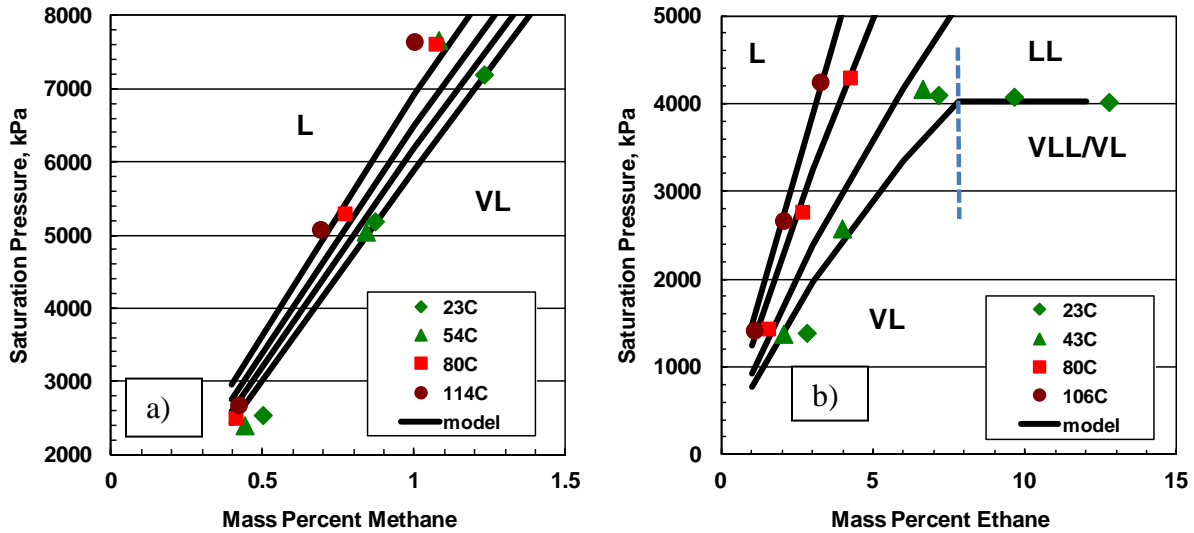 8000
7000
6000
5000
4000
3000
2000
0
0.5
1
1.5
Saturation Pressure, kPa
Mass Percent Methane
L
VL
23C
54C
80C
114C
model
a)
5000
4000
3000
2000
1000
0
0
5
10
15
Saturation Pressure, kPa
Mass Percent Ethane
L
LL
VLL/VL
VL
23C
43C
80C
106C
model
b)